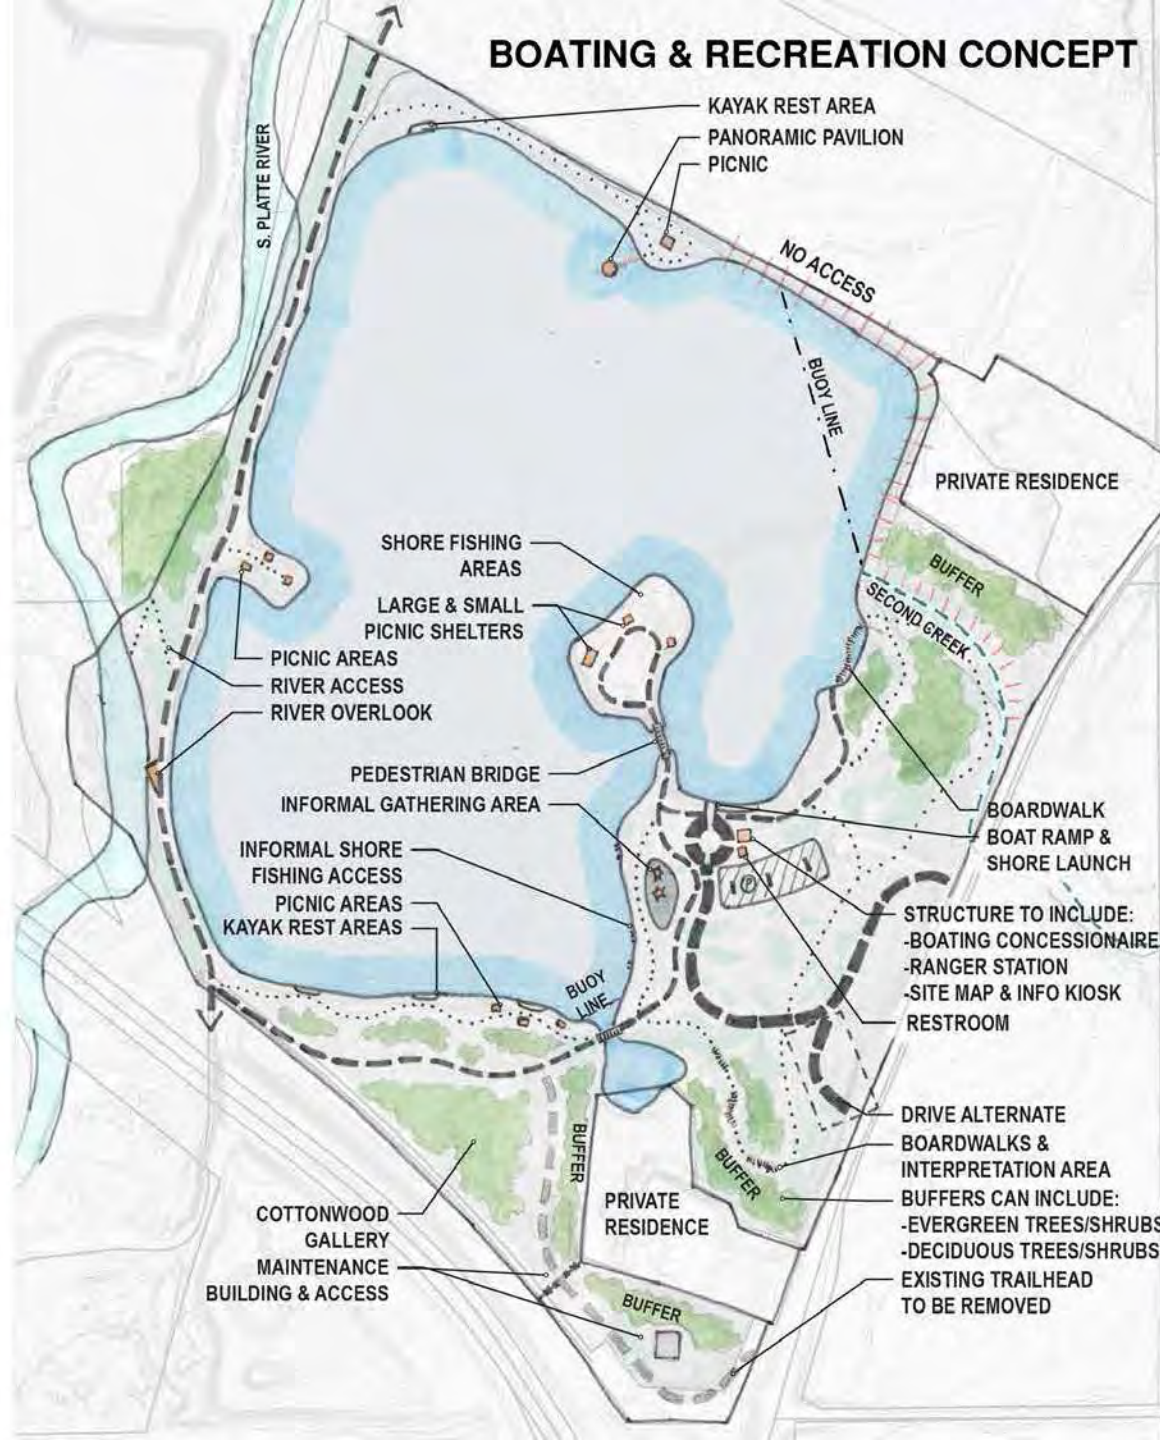 BOATING & RECREATION CONCEPT
KAYAK REST AREA
PANORAMIC PAVILION
PICNIC
S. PLATTE RIVER
NO ACCESS
BUOY LINE
PRIVATE RESIDENCE
SHORE FISHING
AREAS
BUFFER
LARGE & SMALL
PICNIC SHELTERS
SECOND CREEK
PICNIC AREAS
RIVER ACCESS
RIVER OVERLOOK
PEDESTRIAN BRIDGE
INFORMAL GATHERING AREA
BOARDWALK
BOAT RAMP &
SHORE LAUNCH
INFORMAL SHORE
FISHING ACCESS
PICNIC AREAS
KAYAK REST AREAS
P
STRUCTURE TO INCLUDE:
-BOATING CONCESSIONAIRE
-RANGER STATION
-SITE MAP & INFO KIOSK
RESTROOM
BUOY
LINE
DRIVE ALTERNATE
BOARDWALKS &
INTERPRETATION AREA
BUFFER
BUFFER
BUFFERS CAN INCLUDE:
-EVERGREEN TREES/SHRUBS
-DECIDUOUS TREES/SHRUBS
PRIVATE
RESIDENCE
COTTONWOOD
GALLERY
MAINTENANCE
BUILDING & ACCESS
EXISTING TRAILHEAD
TO BE REMOVED
BUFFER